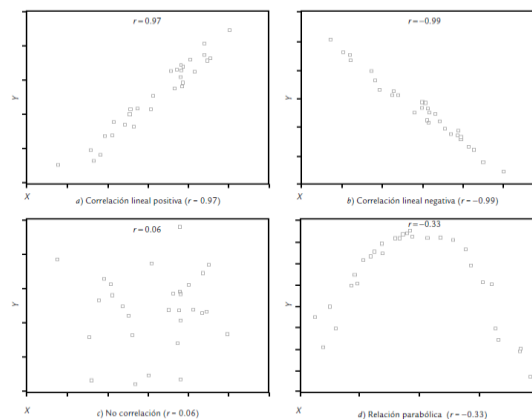 r = 0.97
Y
X
a) Correlación lineal positiva (r = 0.97)
r = −0.99
Y
X
b) Correlación lineal negativa (r = −0.99)
r = 0.06
Y
X
c) No correlación (r = 0.06)
r = −0.33
Y
X
d) Relación parabólica (r = −0.33)